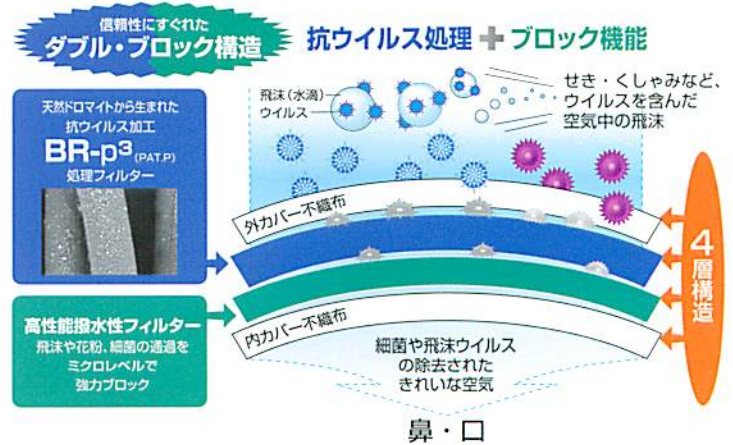 信頼性にすぐれた
ダブル・ブロック構造
抗ウイルス処理+ブロック機能
天然ドロマイトから生まれた
抗ウイルス加工
BR-p³(PAT.P)
処理フィルター
飛沫(水滴)
ウイルス
せき・くしゃみなど、
ウイルスを含んだ
空気中の飛沫
外カバー不織布
4層構造
高性能撥水性フィルター
飛沫や花粉、細菌の通過を
ミクロレベルで
強力ブロック
内カバー不織布
細菌や飛沫ウイルス
の除去された
きれいな空気
鼻・口